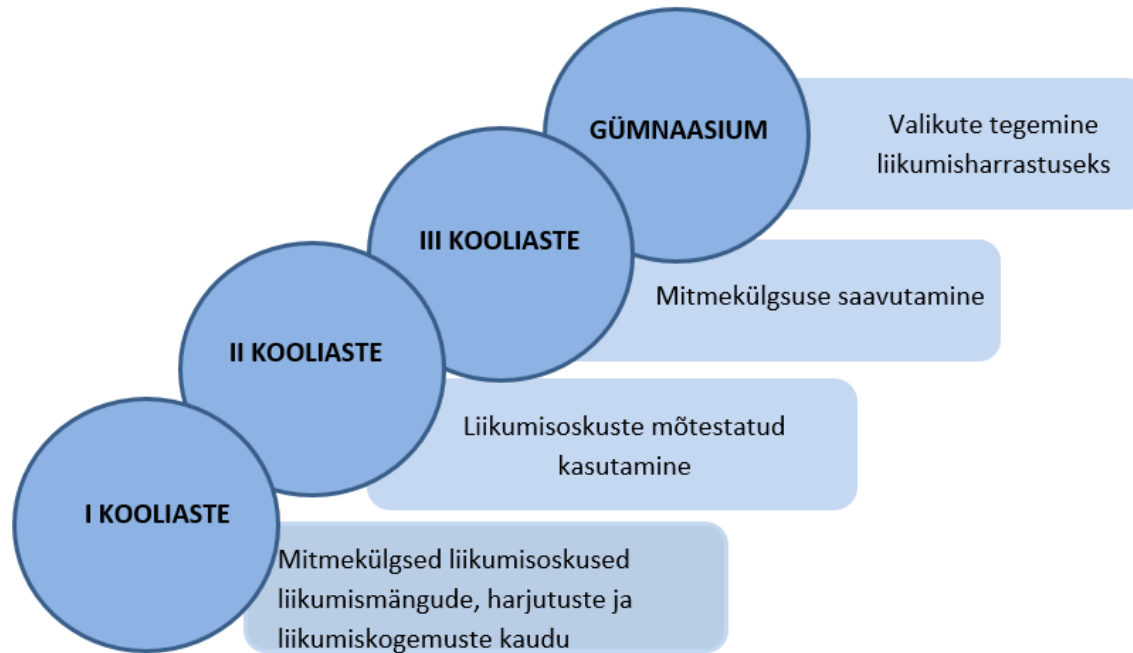 GÜMNAASIUM
Valikute tegemine
liikumisharrastuseks
III KOOLIASTE
Mitmekülgsuse saavutamine
II KOOLIASTE
Liikumisoskuste mõtestatud
kasutamine
I KOOLIASTE
Mitmekülgsed liikumisoskused
liikumismängude, harjutuste ja
liikumiskogemuste kaudu